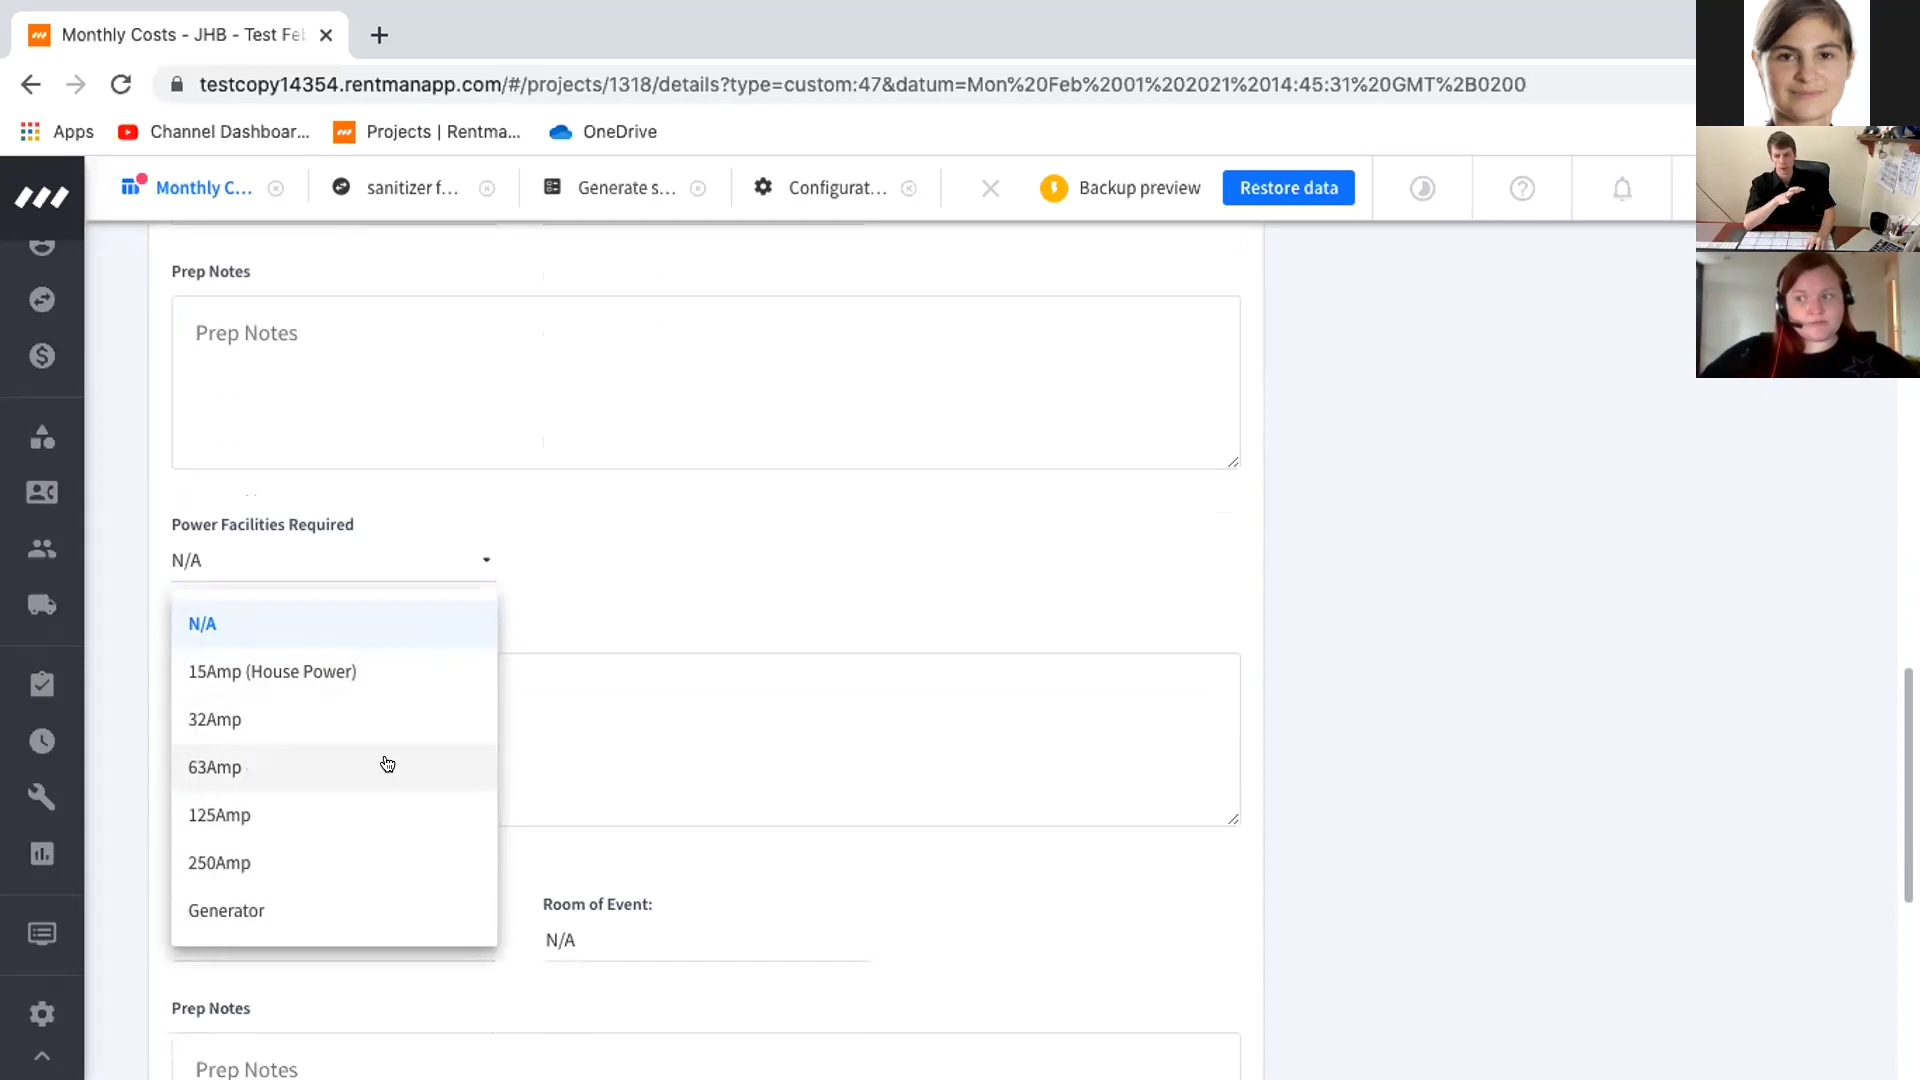 Monthly Costs - JHB - Test Fe
testcopy14354.rentmanapp.com/#/projects/1318/details?type=custom:47&datum=Mon%20Feb%2001%202021%2014:45:31%20GMT%2B0200
Apps
Channel Dashboar...
Projects | Rentma...
OneDrive
Monthly C...
sanitizer f...
Generate s...
Configurat...
Backup preview
Restore data
Prep Notes
Prep Notes
Power Facilities Required
N/A
N/A
15Amp (House Power)
32Amp
63Amp
125Amp
250Amp
Generator
Room of Event:
N/A
Prep Notes
Prep Notes